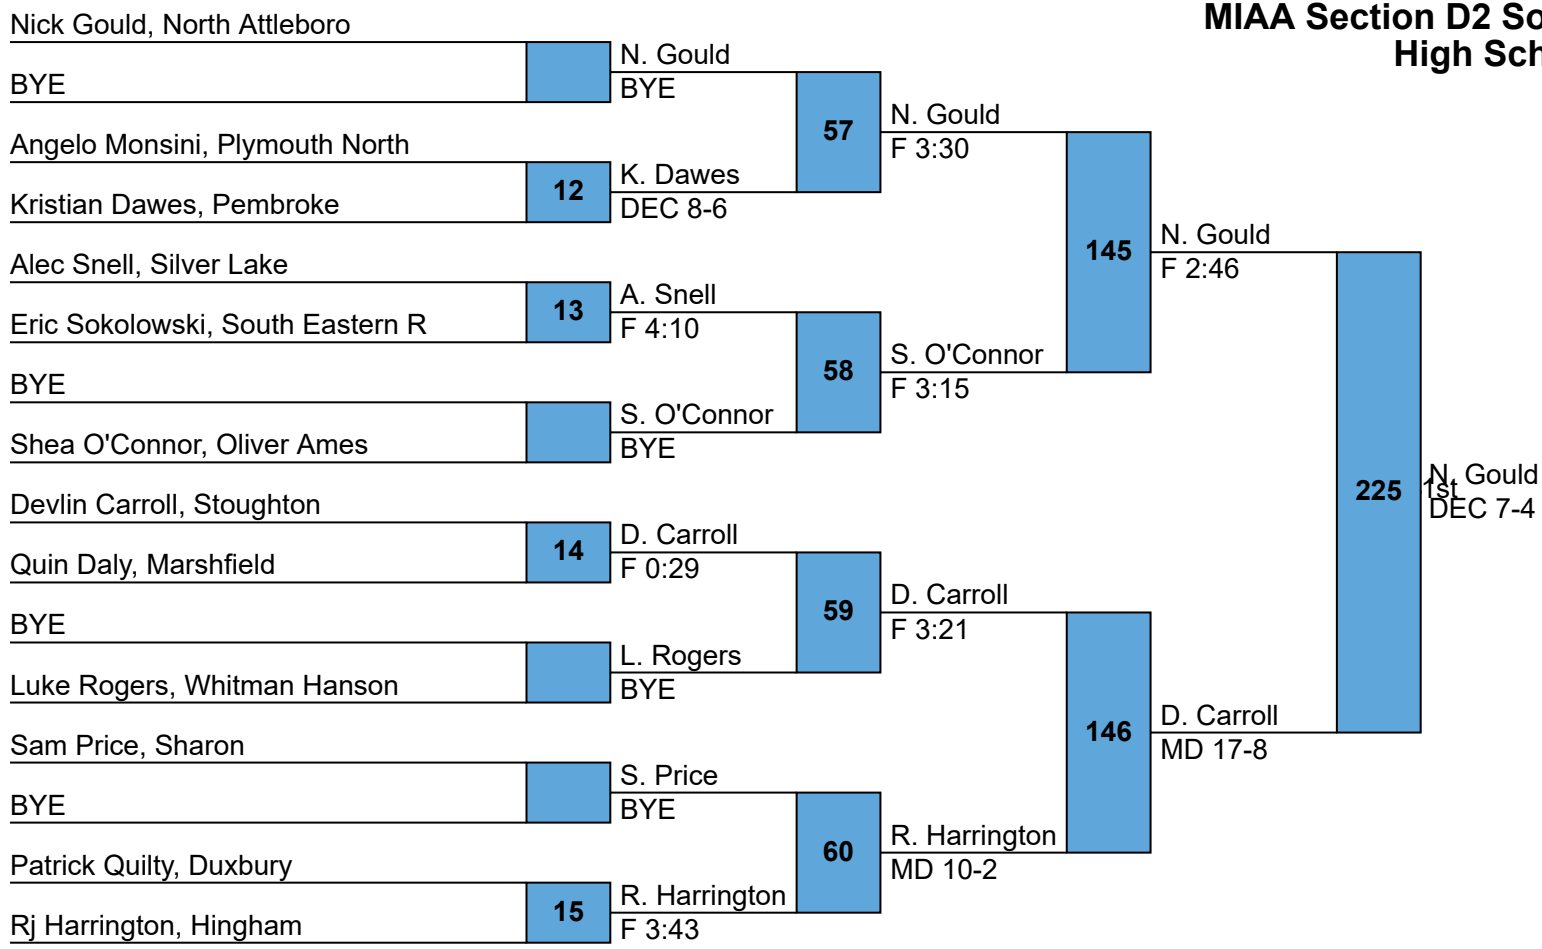 MIAA Section D2 So
High Sch
Nick Gould, North Attleboro
BYE
Angelo Monsini, Plymouth North
Kristian Dawes, Pembroke
Alec Snell, Silver Lake
Eric Sokolowski, South Eastern R
BYE
Shea O'Connor, Oliver Ames
Devlin Carroll, Stoughton
Quin Daly, Marshfield
BYE
Luke Rogers, Whitman Hanson
Sam Price, Sharon
BYE
Patrick Quilty, Duxbury
Rj Harrington, Hingham
12
13
14
15
N. Gould
BYE
K. Dawes
DEC 8-6
A. Snell
F 4:10
S. O'Connor
BYE
D. Carroll
F 0:29
L. Rogers
BYE
S. Price
BYE
R. Harrington
F 3:43
57
58
59
60
N. Gould
F 3:30
S. O'Connor
F 3:15
D. Carroll
F 3:21
R. Harrington
MD 10-2
145
146
N. Gould
F 2:46
D. Carroll
MD 17-8
225
1st
N. Gould
DEC 7-4